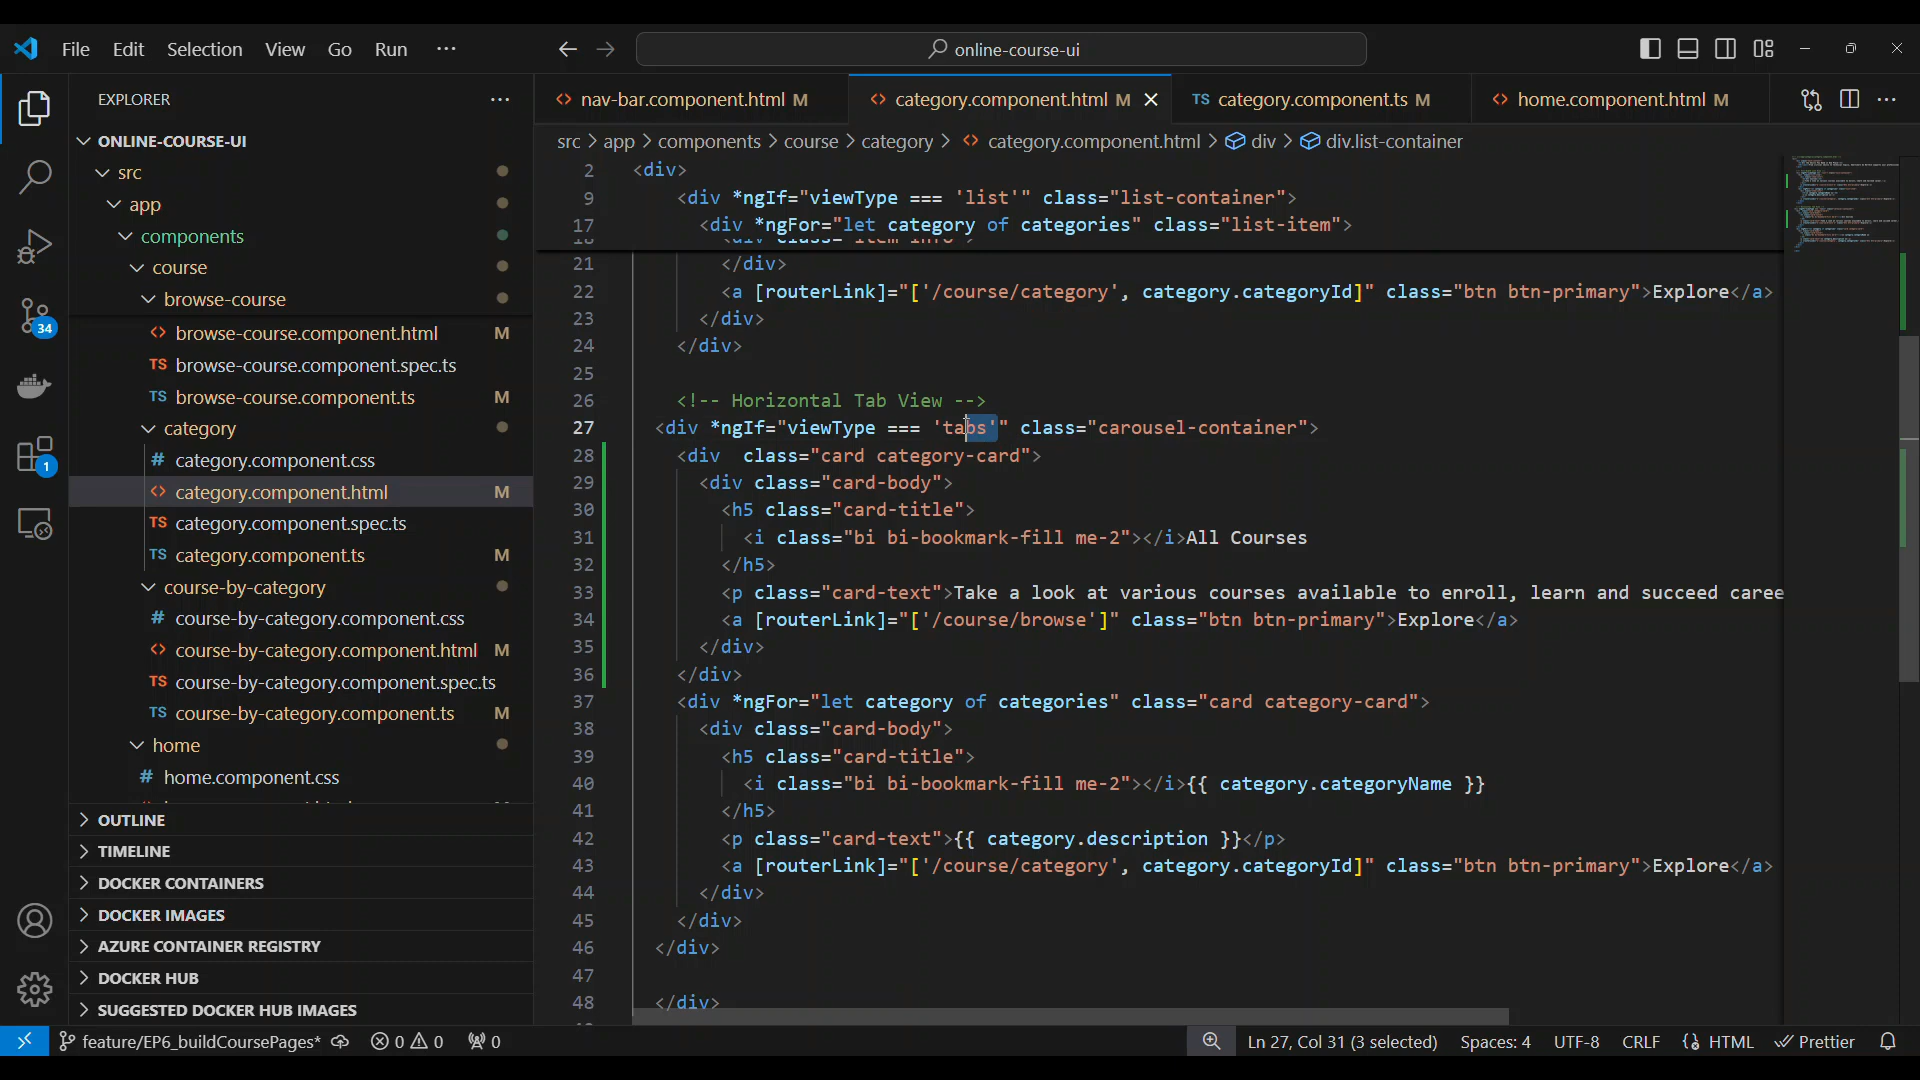 File Edit Selection View Go Run ···
online-course-ui
EXPLORER ···
ONLINE-COURSE-UI
src
app
components
course
browse-course
browse-course.component.html M
TS browse-course.component.spec.ts
TS browse-course.component.ts M
category
# category.component.css
<> category.component.html M
TS category.component.spec.ts
TS category.component.ts M
course-by-category
# course-by-category.component.css
<> course-by-category.component.html M
TS course-by-category.component.spec.ts
TS course-by-category.component.ts M
home
# home.component.css
OUTLINE
TIMELINE
DOCKER CONTAINERS
DOCKER IMAGES
AZURE CONTAINER REGISTRY
DOCKER HUB
SUGGESTED DOCKER HUB IMAGES
34
1
<> nav-bar.component.html M
<> category.component.html M
TS category.component.ts M
<> home.component.html M
src > app > components > course > category > <> category.component.html > div > div.list-container
2 <div>
9 <div *ngIf="viewType === 'list'" class="list-container">
17 <div *ngFor="let category of categories" class="list-item">
21 </div>
22 <a [routerLink]="['/course/category', category.categoryId]" class="btn btn-primary">Explore</a>
23 </div>
24 </div>
25
26 <!-- Horizontal Tab View -->
27 <div *ngIf="viewType === 'tabs'" class="carousel-container">
28 <div  class="card category-card">
29 <div class="card-body">
30 <h5 class="card-title">
31 <i class="bi bi-bookmark-fill me-2"></i>All Courses
32 </h5>
33 <p class="card-text">Take a look at various courses available to enroll, learn and succeed caree
34 <a [routerLink]="['/course/browse']" class="btn btn-primary">Explore</a>
35 </div>
36 </div>
37 <div *ngFor="let category of categories" class="card category-card">
38 <div class="card-body">
39 <h5 class="card-title">
40 <i class="bi bi-bookmark-fill me-2"></i>{{ category.categoryName }}
41 </h5>
42 <p class="card-text">{{ category.description }}</p>
43 <a [routerLink]="['/course/category', category.categoryId]" class="btn btn-primary">Explore</a>
44 </div>
45 </div>
46 </div>
47
48 </div>
feature/EP6_buildCoursePages* 0 0 0
Ln 27, Col 31 (3 selected) Spaces: 4 UTF-8 CRLF HTML Prettier